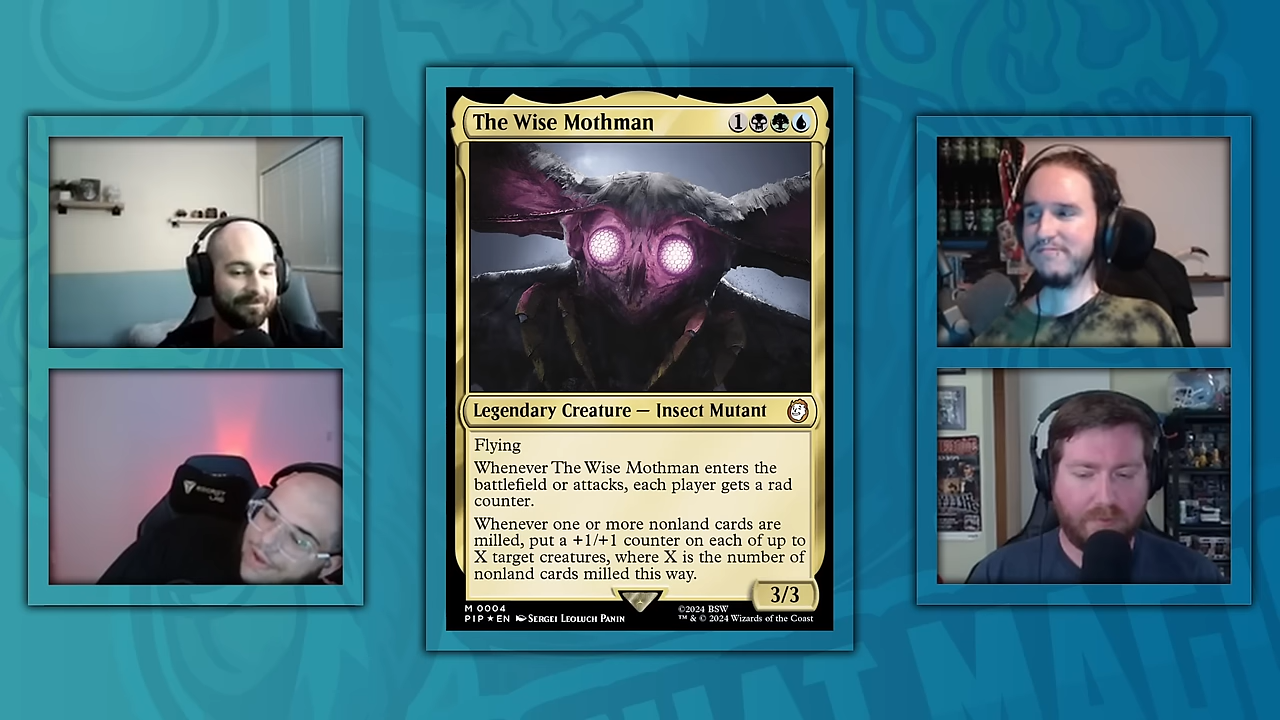 The Wise Mothman
1
Legendary Creature — Insect Mutant
Flying
Whenever The Wise Mothman enters the
battlefield or attacks, each player gets a rad
counter.
Whenever one or more nonland cards are
milled, put a +1/+1 counter on each of up to
X target creatures, where X is the number of
nonland cards milled this way.
3/3
M 0004
PIP ★ EN Sergei Leoluch Panin
©2024 BSW
™ & © 2024 Wizards of the Coast